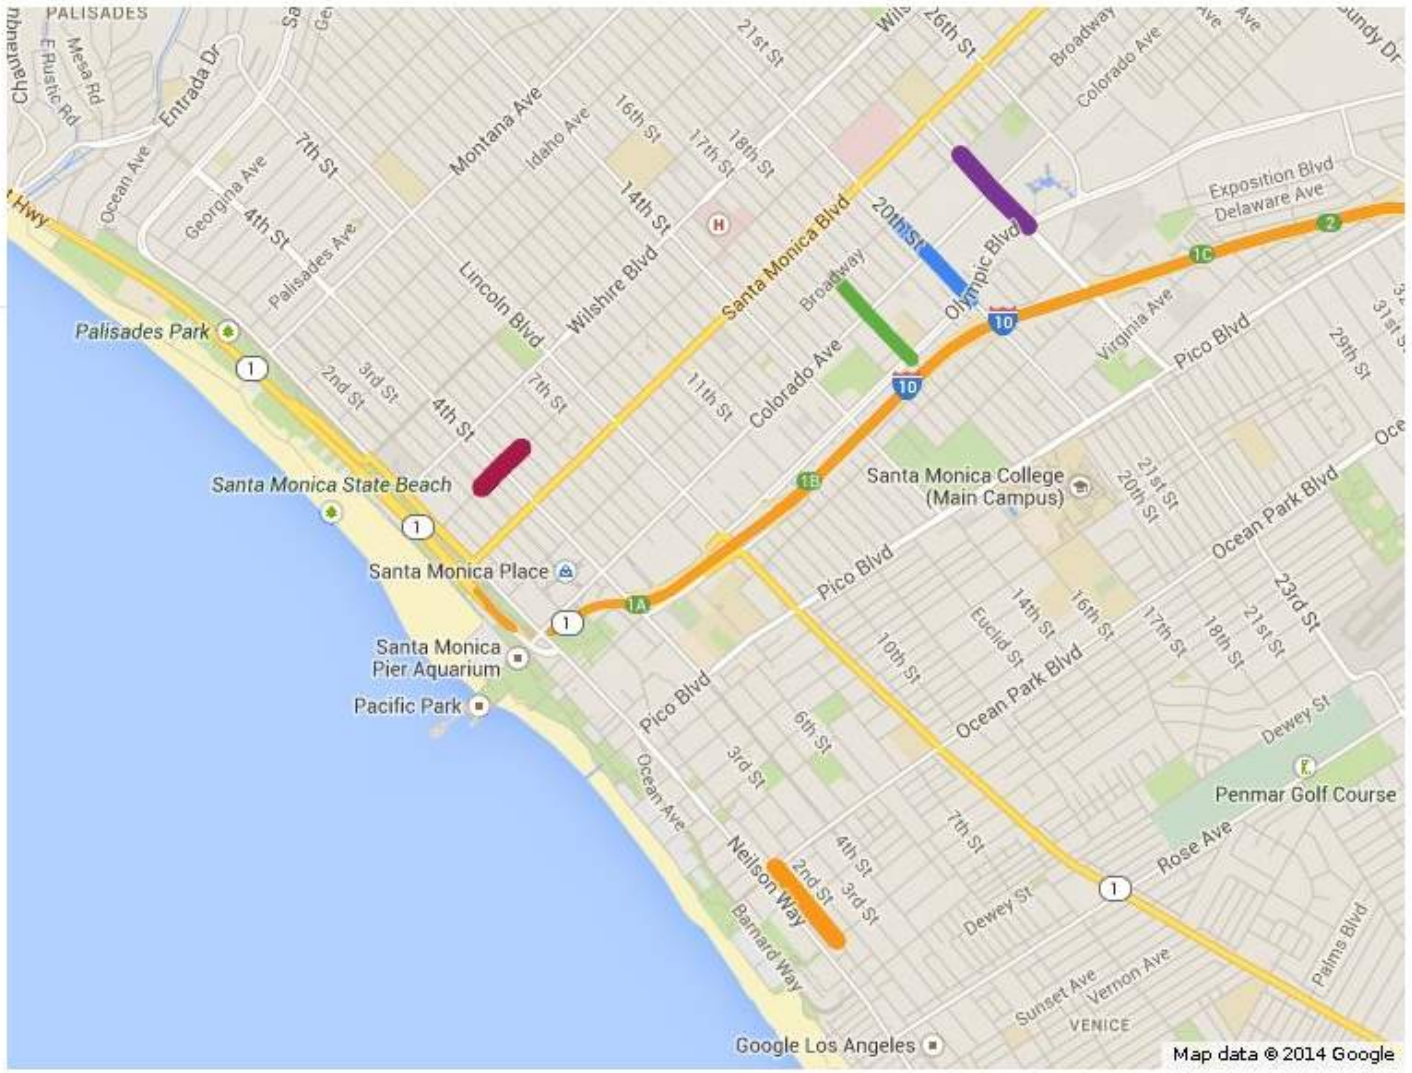 PALISADES
Chautauqua
E Rustic Rd
Mesa Rd
Entrada Dr
21st St
26th St
Broadway
Colorado Ave
Ave
Ave
Bundy Dr
Montana Ave
Idaho Ave
16th St
17th St
18th St
7th St
Ocean Ave
Georgina Ave
4th St
Palisades Ave
14th St
H
Exposition Blvd
Delaware Ave
t Hwy
20th St
Santa Monica Blvd
Olympic Blvd
1C
2
Lincoln Blvd
Wilshire Blvd
Broadway
Palisades Park
1
10
Virginia Ave
Pico Blvd
29th St
31st S
2nd St
3rd St
4th St
7th St
11th St
Colorado Ave
10
Santa Monica State Beach
1
1B
Santa Monica College
(Main Campus)
21st St
20th St
Ocean Park Blvd
Oce
Santa Monica Place
1A
1
Pico Blvd
23rd St
Santa Monica
Pier Aquarium
Euclid St
14th St
16th St
17th St
18th St
21st St
10th St
Pacific Park
Pico Blvd
Ocean Park Blvd
6th St
3rd St
Ocean Ave
Dewey St
Penmar Golf Course
Neilson Way
2nd St
4th St
3rd St
7th St
Rose Ave
1
Barnard Way
Dewey St
Palms Blvd
Sunset Ave
Vernon Ave
VENICE
Google Los Angeles
Map data © 2014 Google